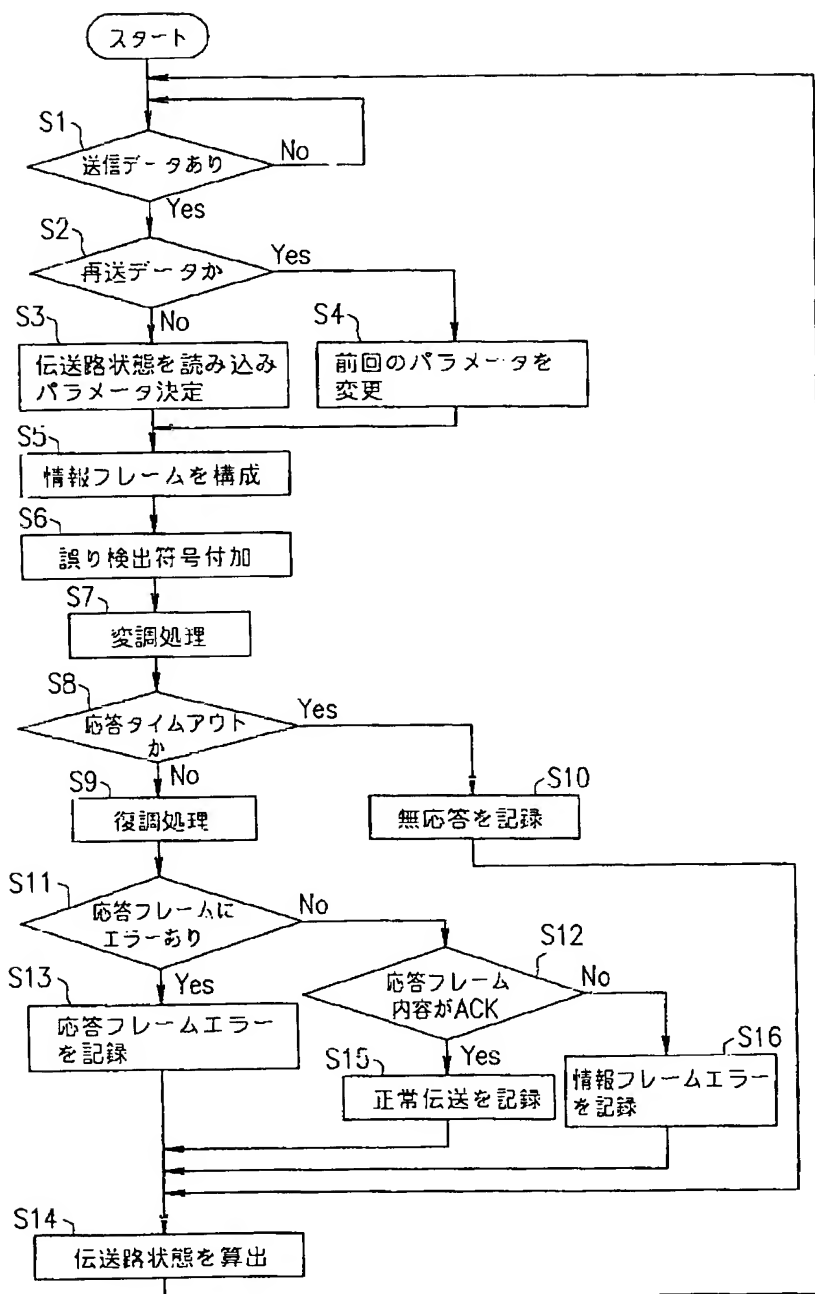 スタート
S1
送信データあり
No
Yes
S2
再送データか
Yes
No
S3
伝送路状態を読み込み
パラメータ決定
S4
前回のパラメータを
変更
S5
情報フレームを構成
S6
誤り検出符号付加
S7
変調処理
S8
応答タイムアウト
か
Yes
No
S9
復調処理
S10
無応答を記録
S11
応答フレームに
エラーあり
No
Yes
S12
応答フレーム
内容がACK
No
Yes
S13
応答フレームエラー
を記録
S15
正常伝送を記録
S16
情報フレームエラー
を記録
S14
伝送路状態を算出